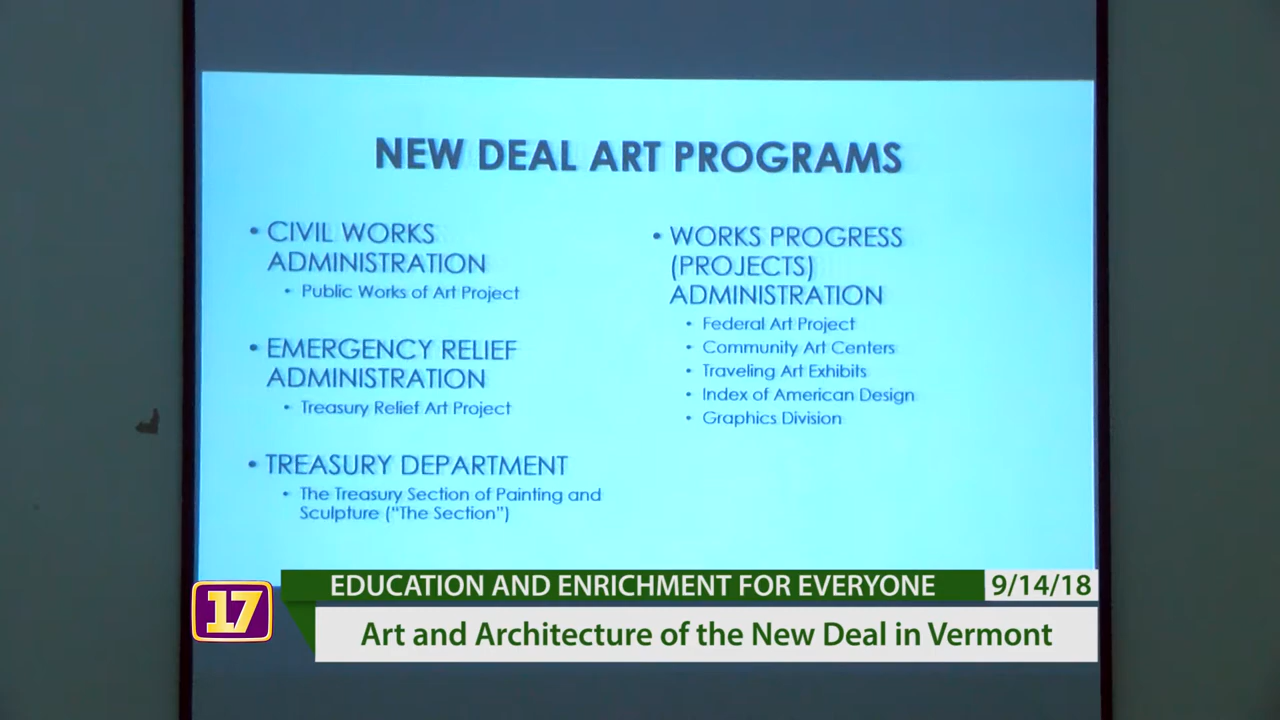 NEW DEAL ART PROGRAMS
• CIVIL WORKS
ADMINISTRATION
• Public Works of Art Project
• EMERGENCY RELIEF
ADMINISTRATION
• Treasury Relief Art Project
• TREASURY DEPARTMENT
• The Treasury Section of Painting and
Sculpture ("The Section")
• WORKS PROGRESS
(PROJECTS)
ADMINISTRATION
• Federal Art Project
• Community Art Centers
• Traveling Art Exhibits
• Index of American Design
• Graphics Division
17
EDUCATION AND ENRICHMENT FOR EVERYONE
9/14/18
Art and Architecture of the New Deal in Vermont